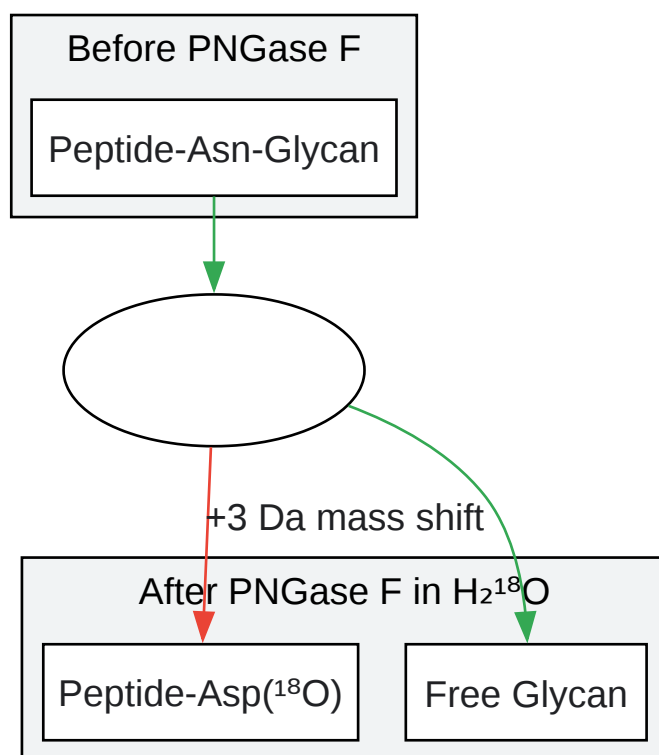 Before PNGase F
Peptide-Asn-Glycan
+3 Da mass shift
After PNGase F in H₂¹⁸O
Peptide-Asp(¹⁸O)
Free Glycan